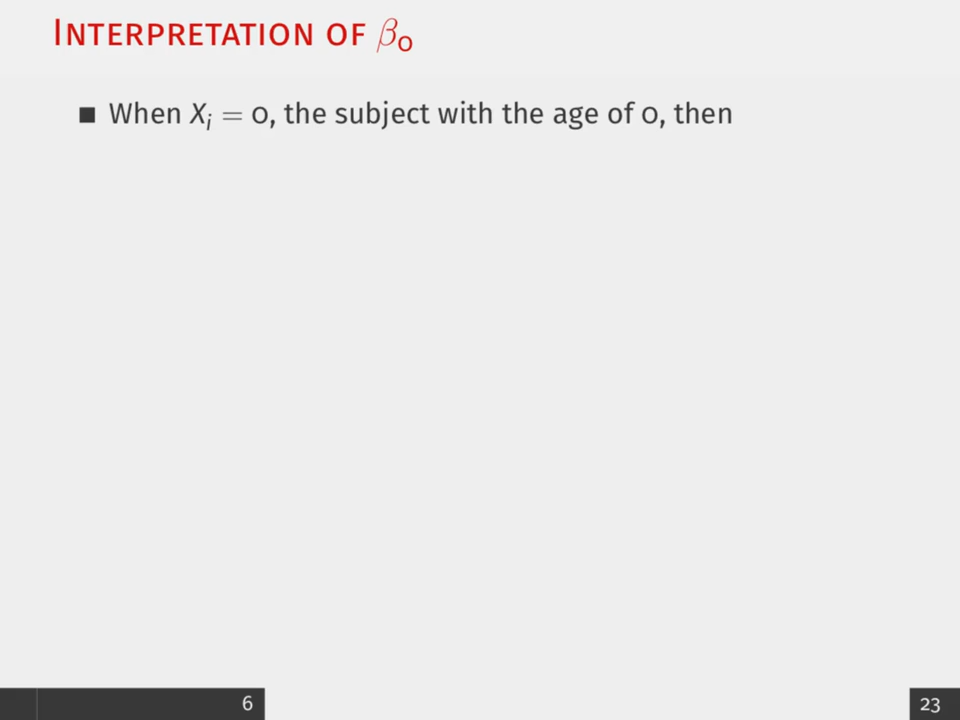 INTERPRETATION OF β₀
■ When Xᵢ = 0, the subject with the age of 0, then
6
23